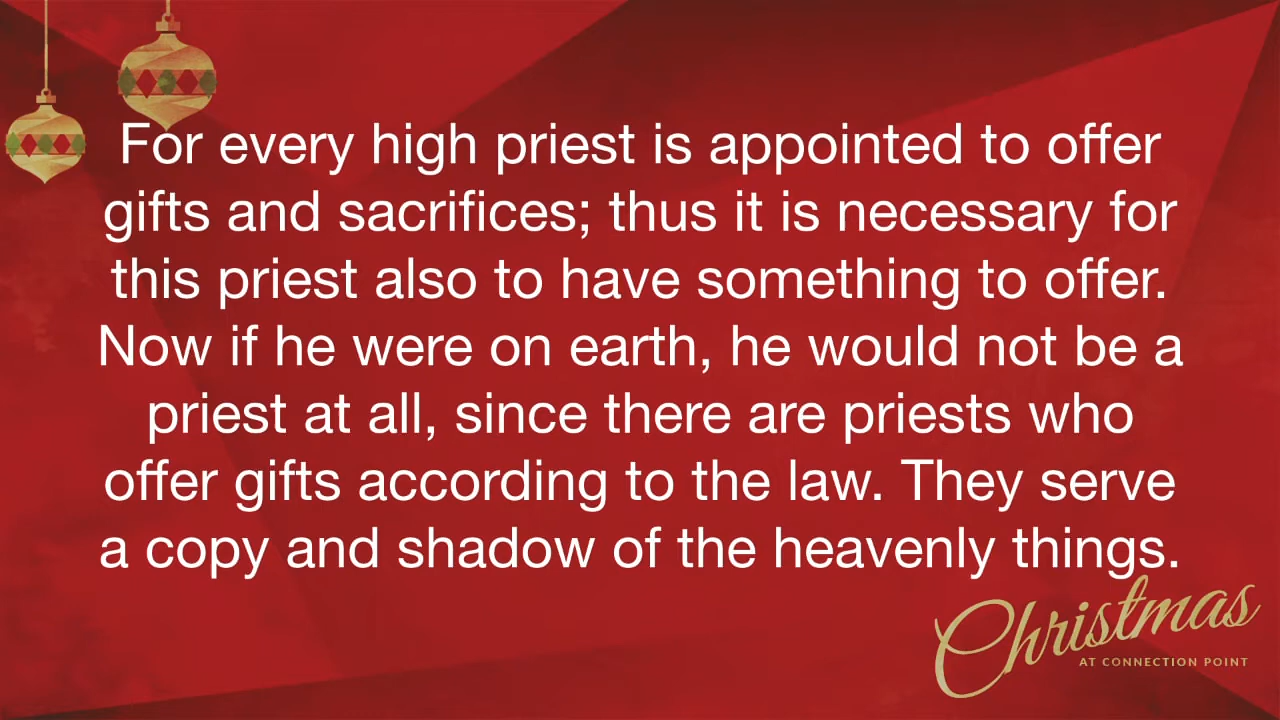 For every high priest is appointed to offer
gifts and sacrifices; thus it is necessary for
this priest also to have something to offer.
Now if he were on earth, he would not be a
priest at all, since there are priests who
offer gifts according to the law. They serve
a copy and shadow of the heavenly things.
Christmas
AT CONNECTION POINT